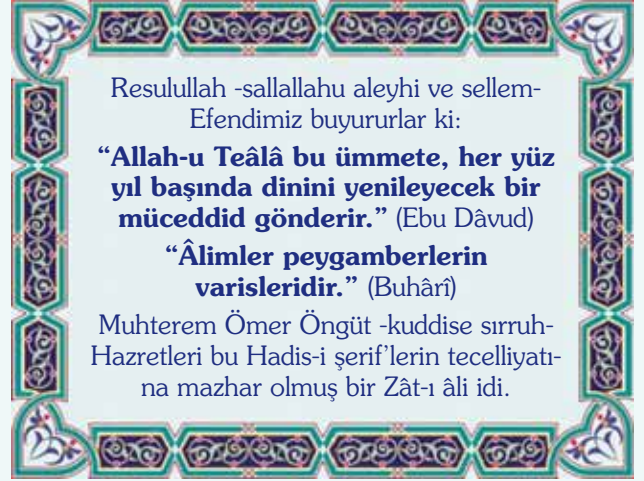 Resulullah -sallallahu aleyhi ve sellem-
Efendimiz buyururlar ki:
“Allah-u Teâlâ bu ümmete, her yüz
yıl başında dinini yenileyecek bir
müceddid gönderir.” (Ebu Dâvud)
“Âlimler peygamberlerin
varisleridir.” (Buhârî)
Muhterem Ömer Öngüt -kuddise sırruh-
Hazretleri bu Hadis-i şerif’lerin tecelliyatı-
na mazhar olmuş bir Zât-ı âli idi.